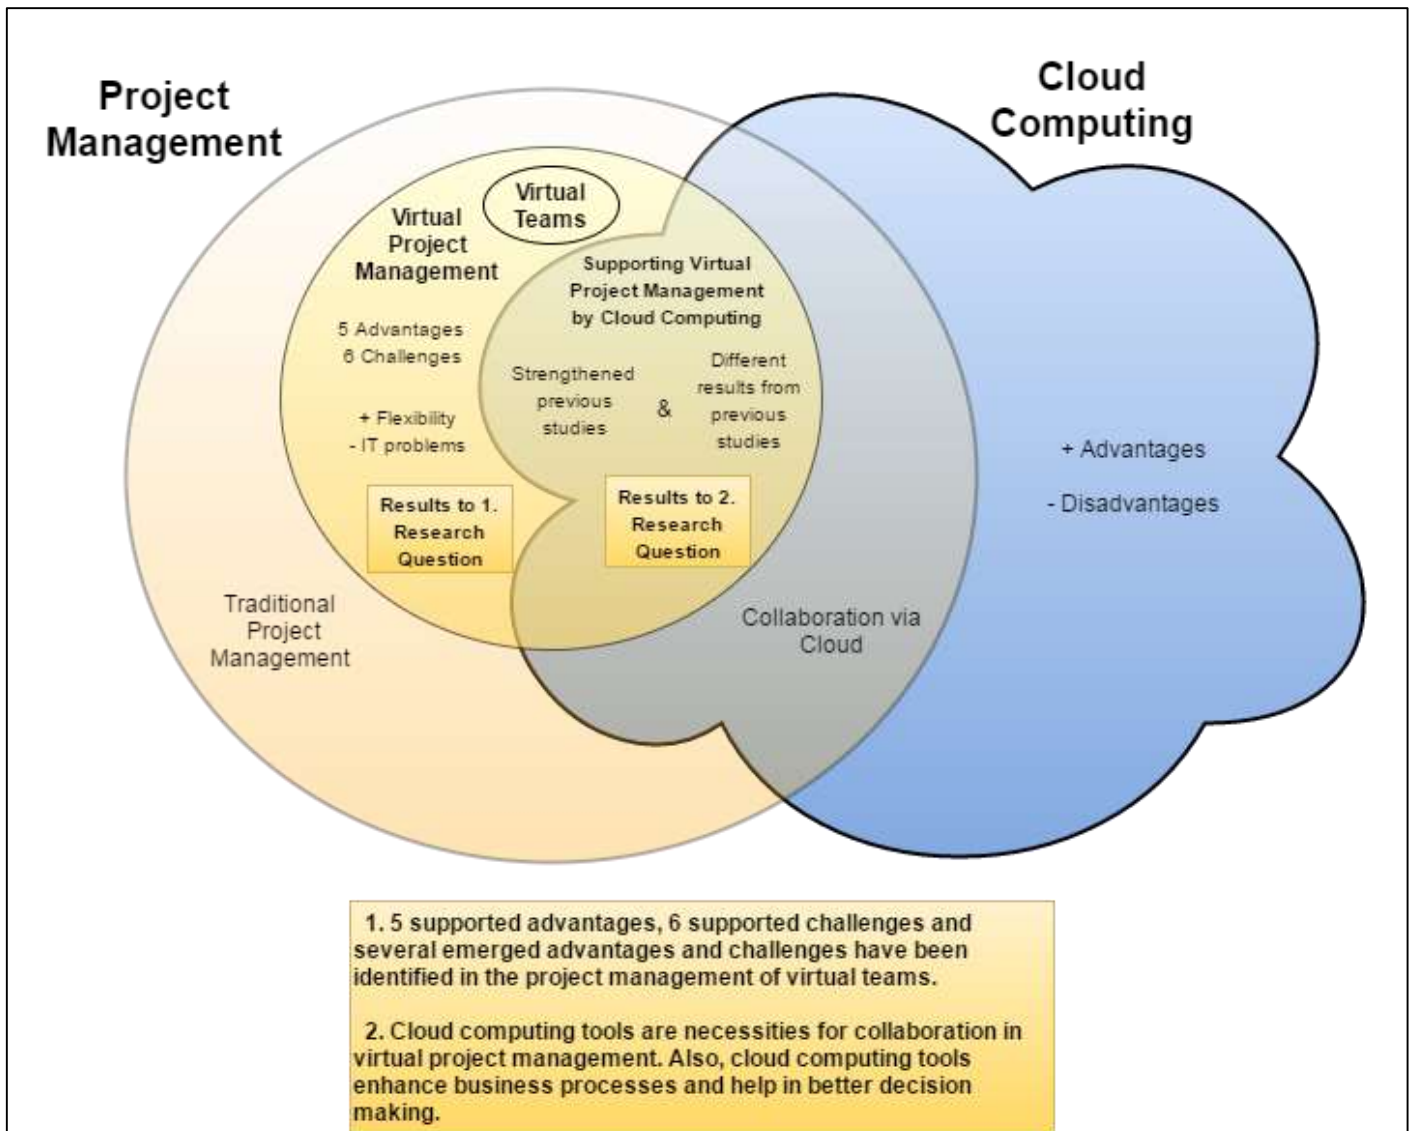 Project
Management
Cloud
Computing
Virtual
Teams
Virtual
Project
Management
Supporting Virtual
Project Management
by Cloud Computing
5 Advantages
6 Challenges
Strengthened
previous
studies
&
Different
results from
previous
studies
+ Flexibility
- IT problems
+ Advantages
- Disadvantages
Results to 1.
Research
Question
Results to 2.
Research
Question
Traditional
Project
Management
Collaboration via
Cloud
1. 5 supported advantages, 6 supported challenges and
several emerged advantages and challenges have been
identified in the project management of virtual teams.
2. Cloud computing tools are necessities for collaboration in
virtual project management. Also, cloud computing tools
enhance business processes and help in better decision
making.